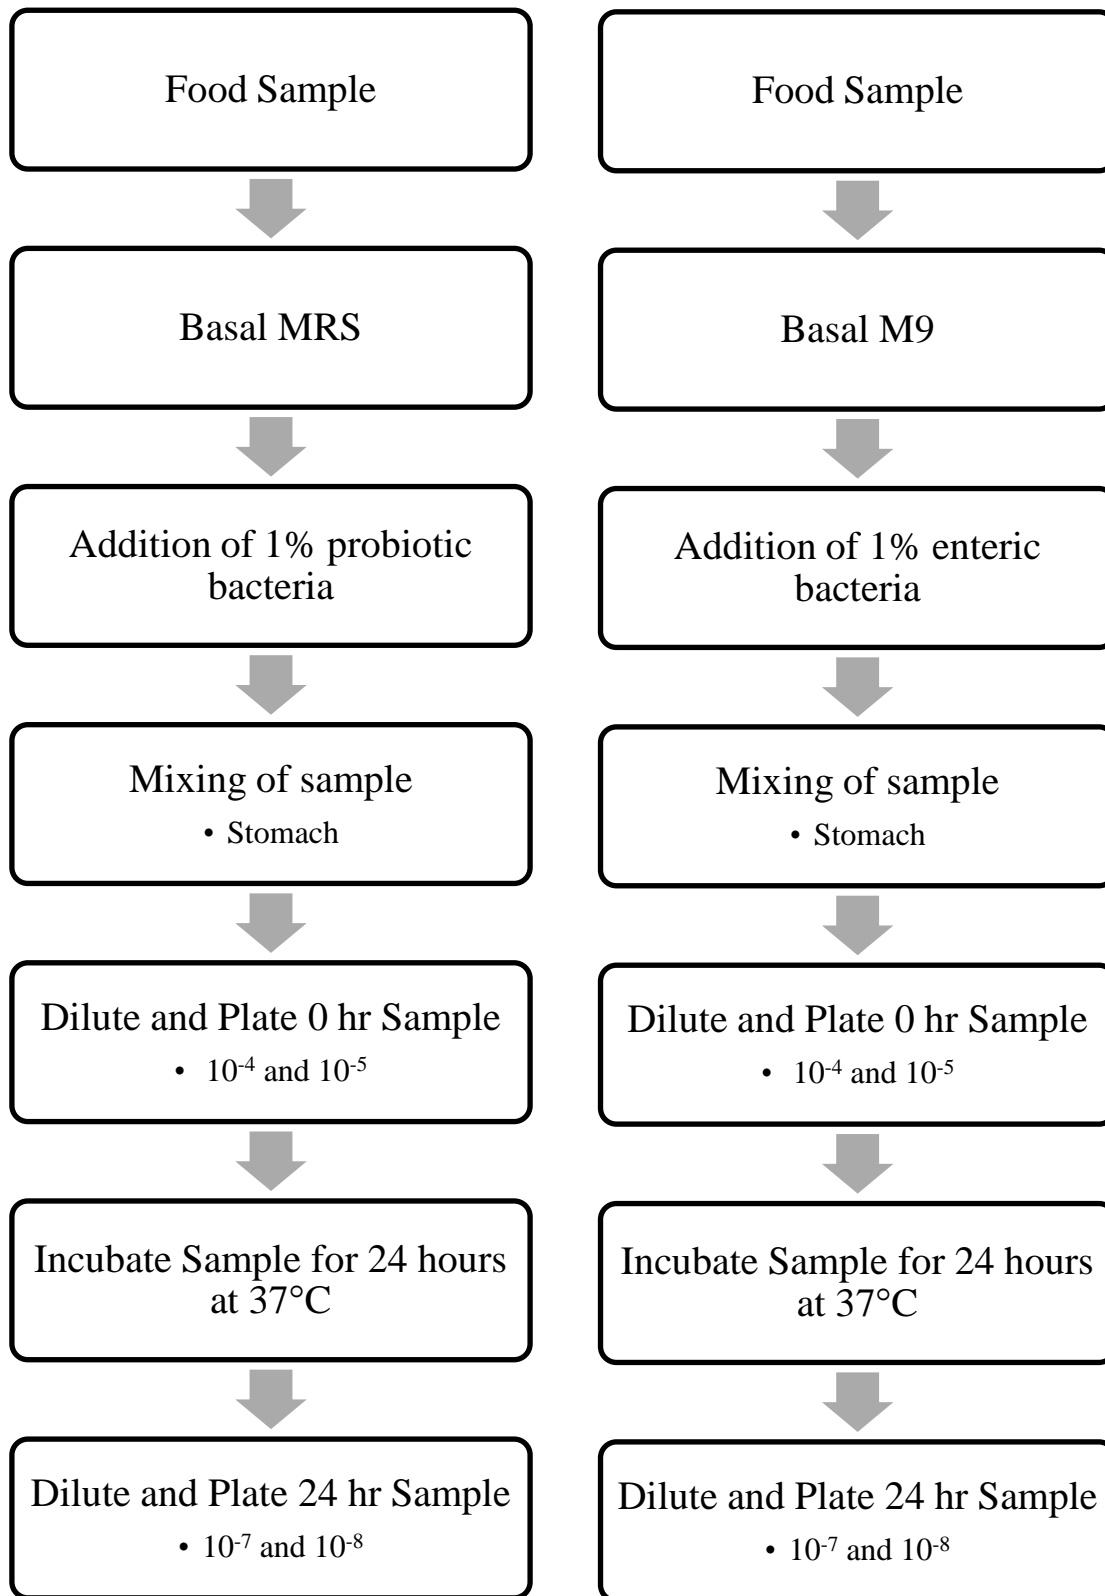 Food Sample
Basal MRS
Addition of 1% probiotic
bacteria
Mixing of sample
• Stomach
Dilute and Plate 0 hr Sample
• 10⁻⁴ and 10⁻⁵
Incubate Sample for 24 hours
at 37°C
Dilute and Plate 24 hr Sample
• 10⁻⁷ and 10⁻⁸
Food Sample
Basal M9
Addition of 1% enteric
bacteria
Mixing of sample
• Stomach
Dilute and Plate 0 hr Sample
• 10⁻⁴ and 10⁻⁵
Incubate Sample for 24 hours
at 37°C
Dilute and Plate 24 hr Sample
• 10⁻⁷ and 10⁻⁸